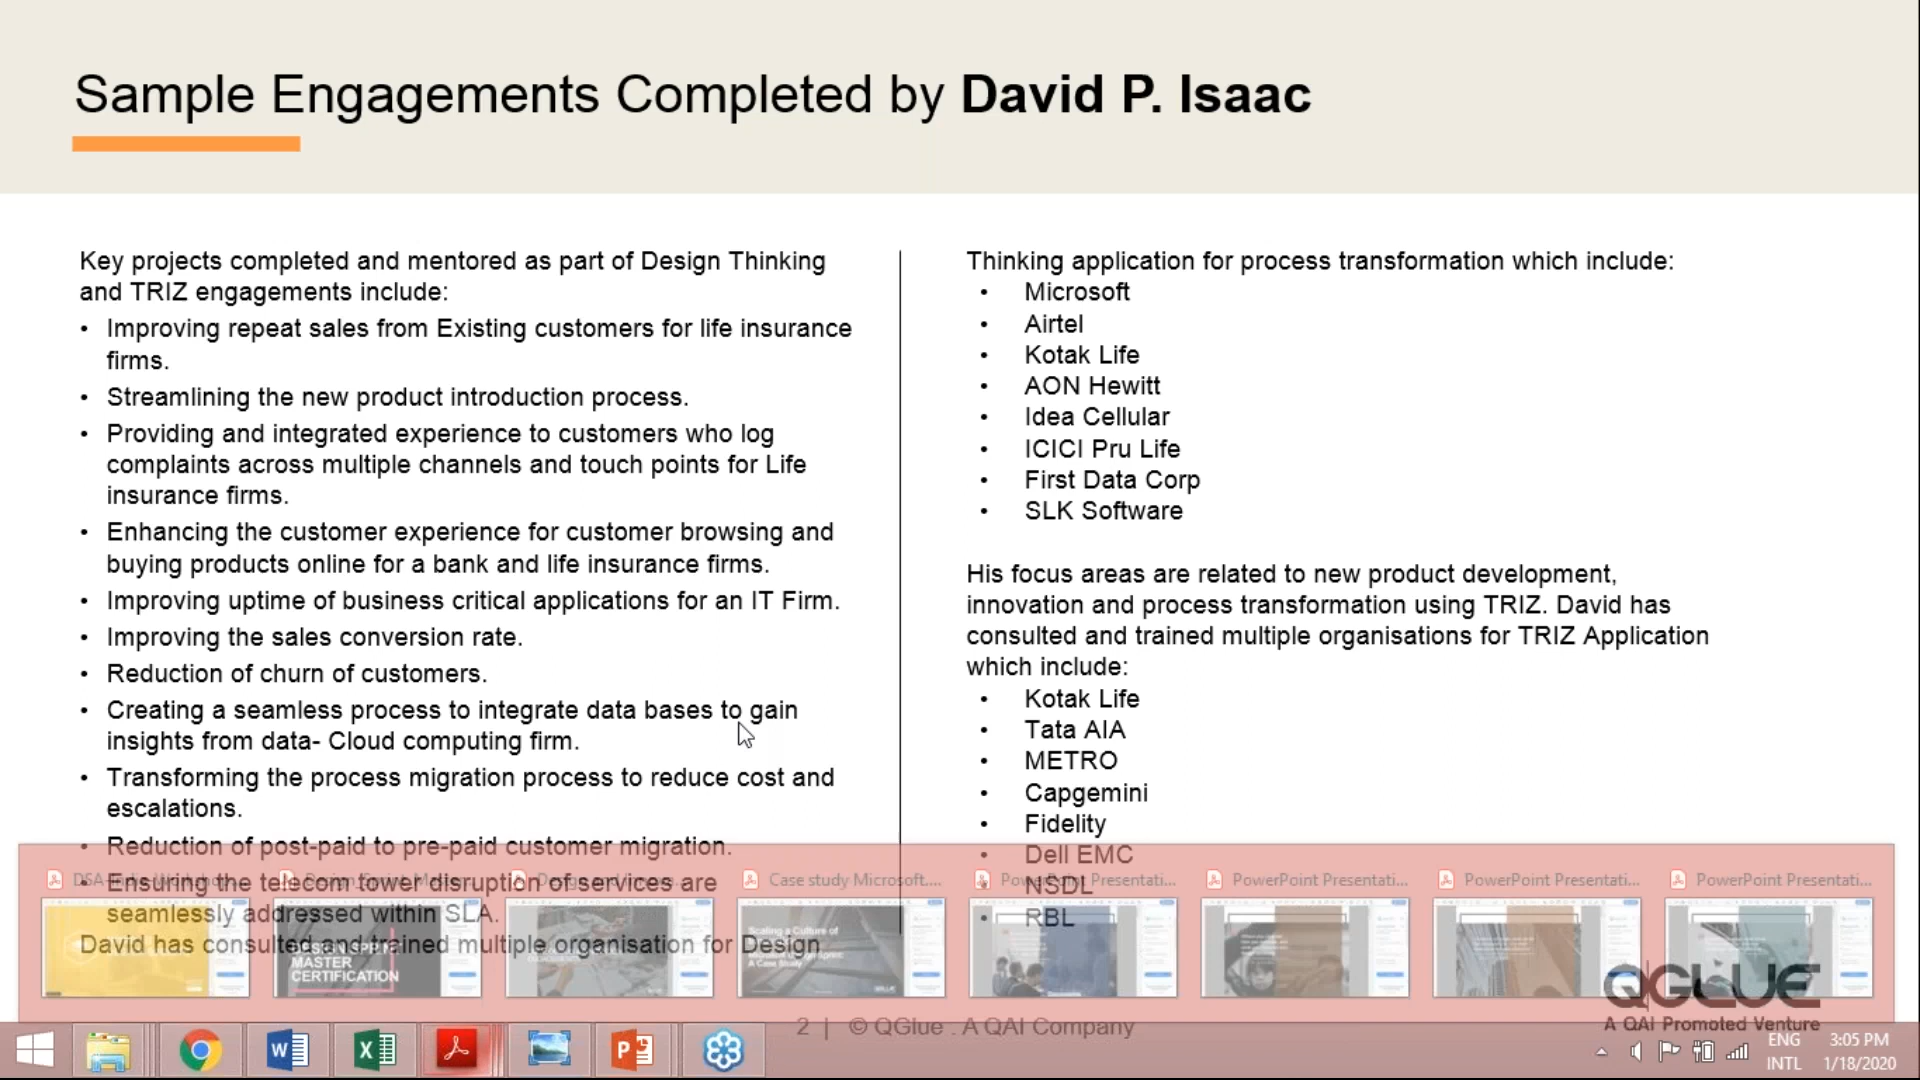 Sample Engagements Completed by David P. Isaac
Key projects completed and mentored as part of Design Thinking
and TRIZ engagements include:
• Improving repeat sales from Existing customers for life insurance
firms.
• Streamlining the new product introduction process.
• Providing and integrated experience to customers who log
complaints across multiple channels and touch points for Life
insurance firms.
• Enhancing the customer experience for customer browsing and
buying products online for a bank and life insurance firms.
• Improving uptime of business critical applications for an IT Firm.
• Improving the sales conversion rate.
• Reduction of churn of customers.
• Creating a seamless process to integrate data bases to gain
insights from data- Cloud computing firm.
• Transforming the process migration process to reduce cost and
escalations.
• Reduction of post-paid to pre-paid customer migration.
• Ensuring the telecom tower disruption of services are
seamlessly addressed within SLA.
David has consulted and trained multiple organisation for Design
Thinking application for process transformation which include:
• Microsoft
• Airtel
• Kotak Life
• AON Hewitt
• Idea Cellular
• ICICI Pru Life
• First Data Corp
• SLK Software
His focus areas are related to new product development,
innovation and process transformation using TRIZ. David has
consulted and trained multiple organisations for TRIZ Application
which include:
• Kotak Life
• Tata AIA
• METRO
• Capgemini
• Fidelity
• Dell EMC
• NSDL
• RBL
Case study Microsoft....
PowerPoint Presentati...
PowerPoint Presentati...
PowerPoint Presentati...
PowerPoint Presentati...
MASTER
CERTIFICATION
Scaling a Culture of
A Case Study
QGLUE
A QAI Promoted Venture
2 | © QGlue . A QAI Company
ENG
INTL
3:05 PM
1/18/2020